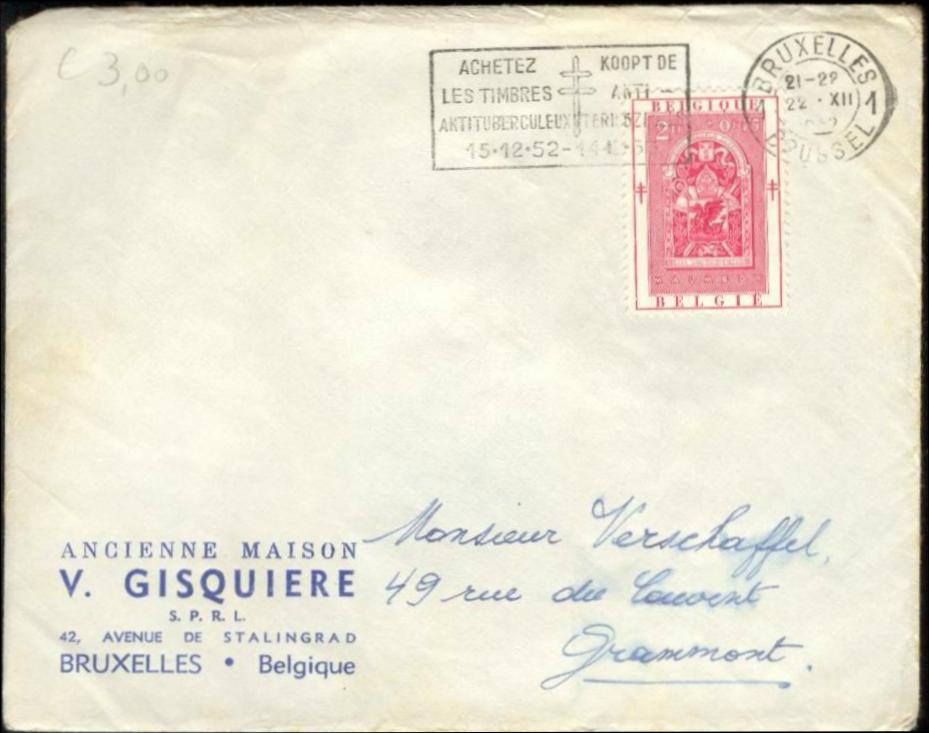 C 3,00
ACHETEZ KOOPT DE
LES TIMBRES ANTI
ANTITUBERCULEUX
15-12-52-
BRUXELLES
21-22
22 · XII
1 1
BRUSSEL
BELGIQUE
BELGIE
Monsieur Verschaffel,
49 rue du Couvent
Grammont.
ANCIENNE MAISON
V. GISQUIERE
S. P. R. L.
42, AVENUE DE STALINGRAD
BRUXELLES • Belgique